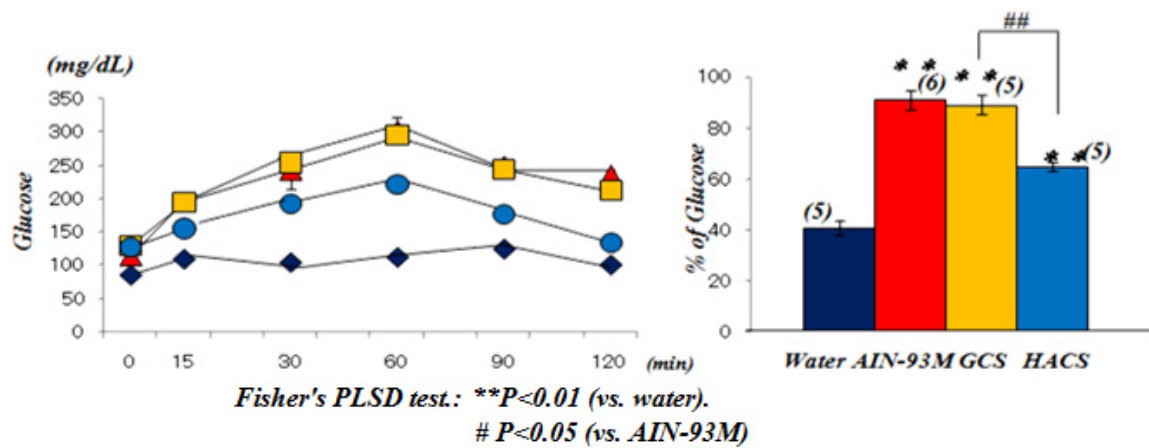 (mg/dL)
Glucose
350
300
250
200
150
100
50
0
0 15 30 60 90 120 (min)
##
% of Glucose
100
80
60
40
20
0
(5)
** (6)
** (5)
** (5)
Water AIN-93M GCS HACS
Fisher's PLSD test.: **P<0.01 (vs. water).
# P<0.05 (vs. AIN-93M)